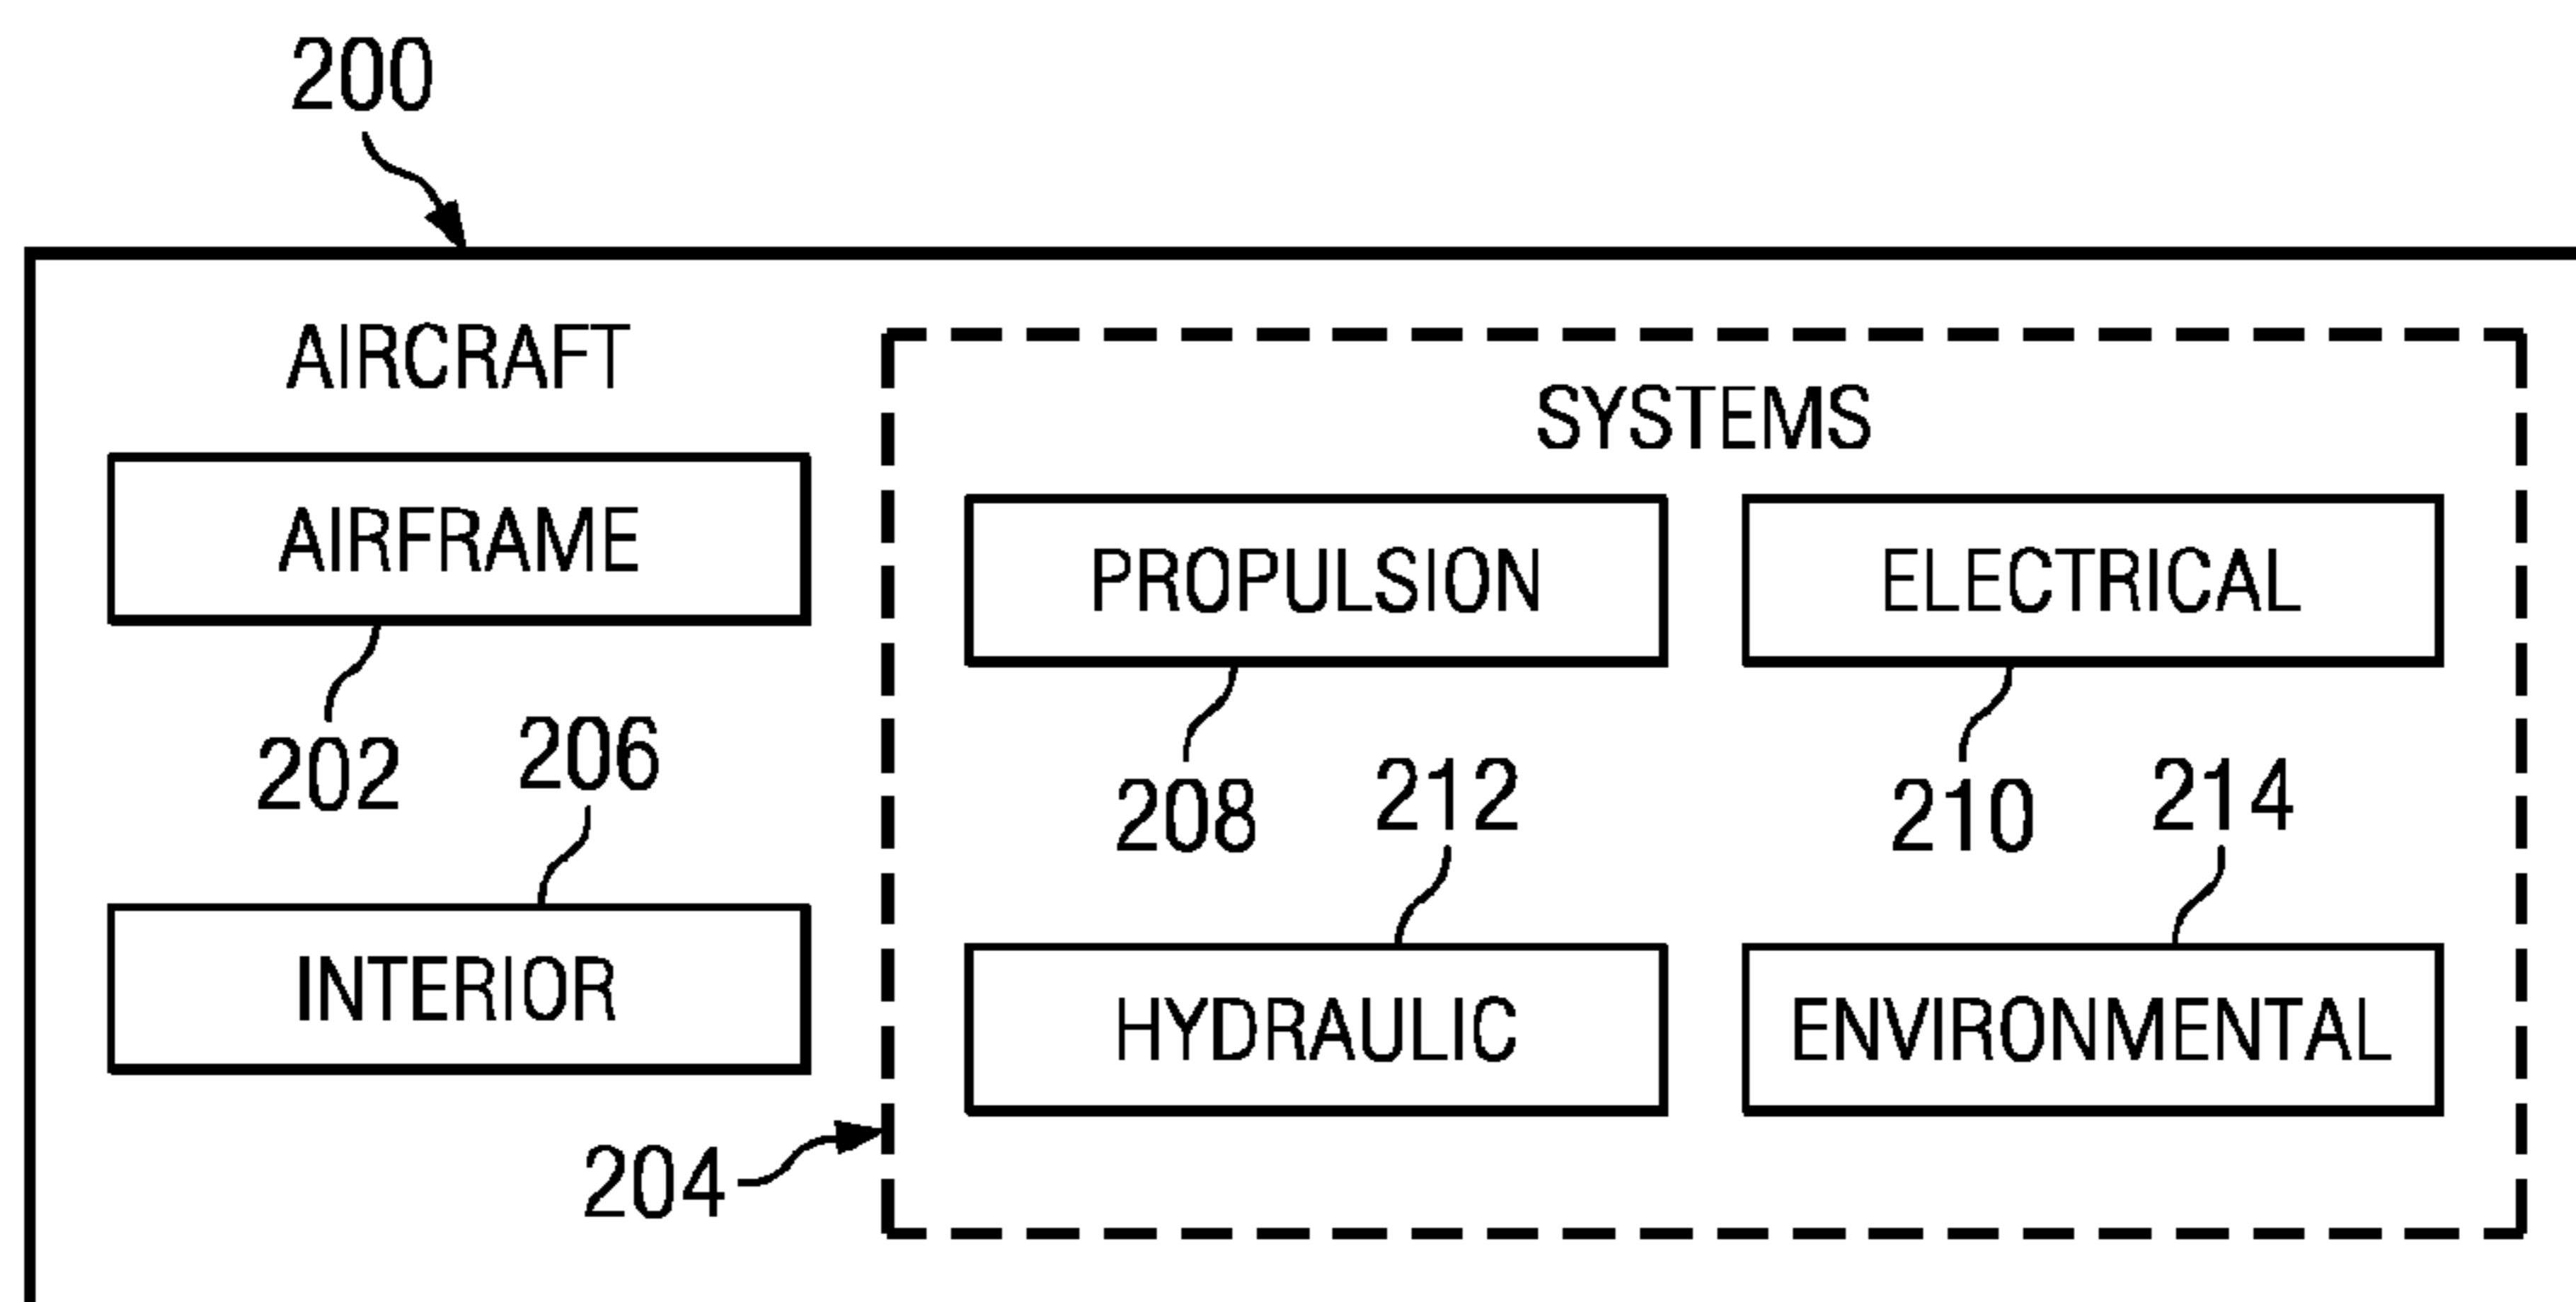 200
AIRCRAFT
SYSTEMS
AIRFRAME
PROPULSION
ELECTRICAL
202
206
208
212
210
214
INTERIOR
HYDRAULIC
ENVIRONMENTAL
204